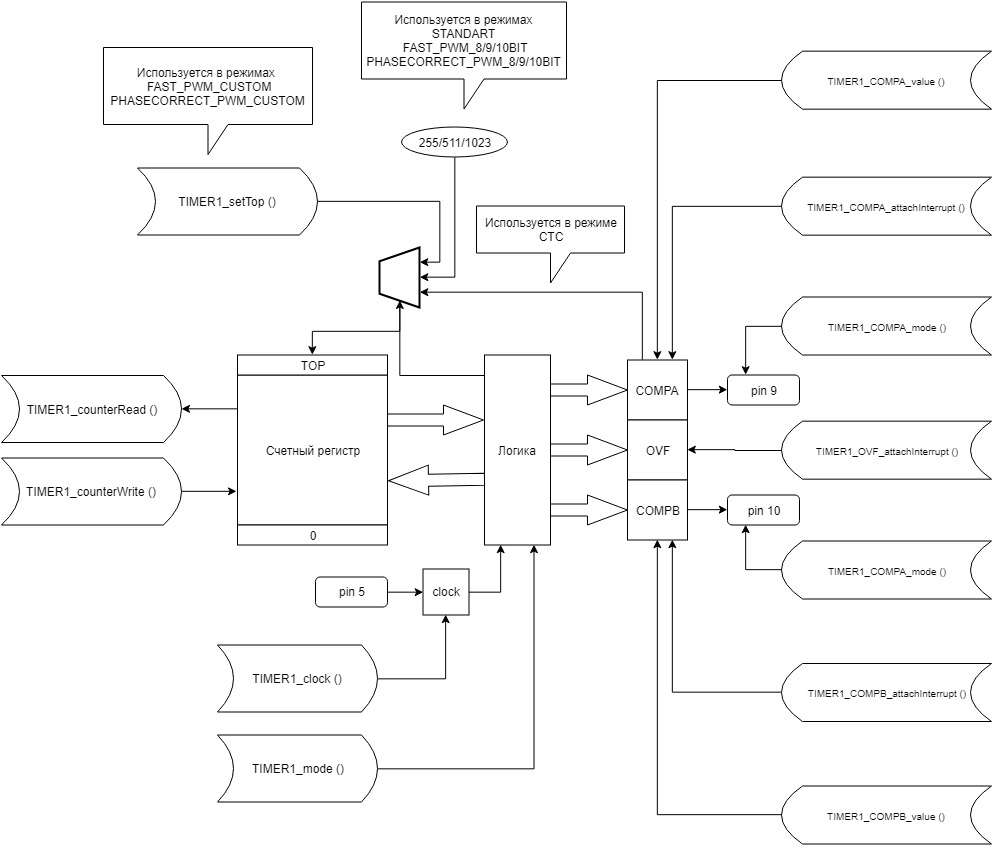 Используется в режимах
STANDART
FAST_PWM_8/9/10BIT
PHASECORRECT_PWM_8/9/10BIT
Используется в режимах
FAST_PWM_CUSTOM
PHASECORRECT_PWM_CUSTOM
TIMER1_COMPA_value ()
255/511/1023
TIMER1_setTop ()
TIMER1_COMPA_attachInterrupt ()
Используется в режиме
CTC
TIMER1_COMPA_mode ()
TOP
COMPA
pin 9
TIMER1_counterRead ()
Счетный регистр
Логика
OVF
TIMER1_OVF_attachInterrupt ()
TIMER1_counterWrite ()
COMPB
pin 10
0
TIMER1_COMPA_mode ()
pin 5
clock
TIMER1_clock ()
TIMER1_COMPB_attachInterrupt ()
TIMER1_mode ()
TIMER1_COMPB_value ()